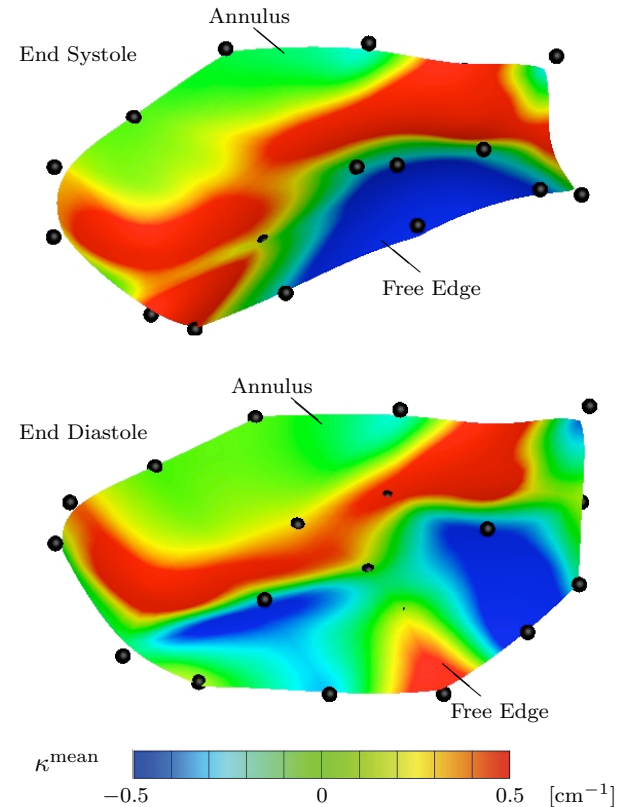 Annulus
End Systole
Free Edge
Annulus
End Diastole
Free Edge
κ^mean
−0.5 0 0.5 [cm⁻¹]